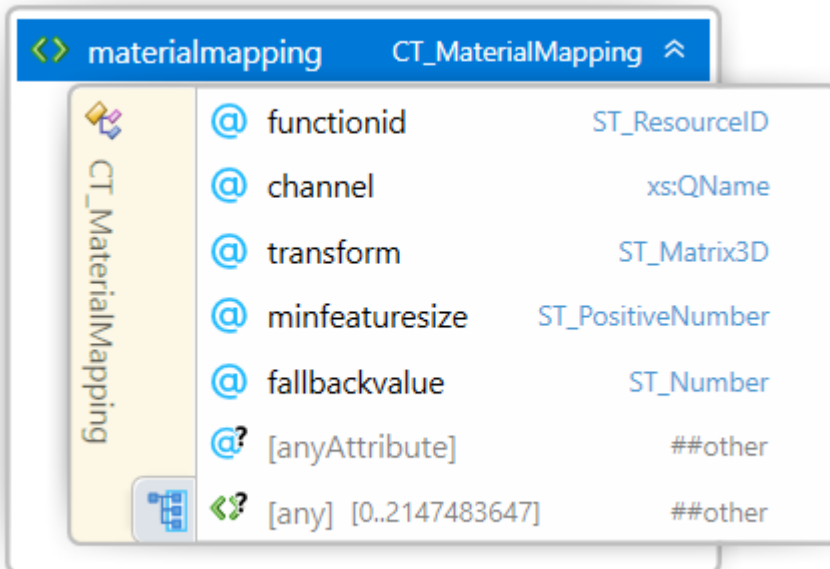 materialmapping CT_MaterialMapping
CT_MaterialMapping
@ functionid ST_ResourceID
@ channel xs:QName
@ transform ST_Matrix3D
@ minfeaturesize ST_PositiveNumber
@ fallbackvalue ST_Number
@? [anyAttribute] ##other
<>? [any] [0..2147483647] ##other